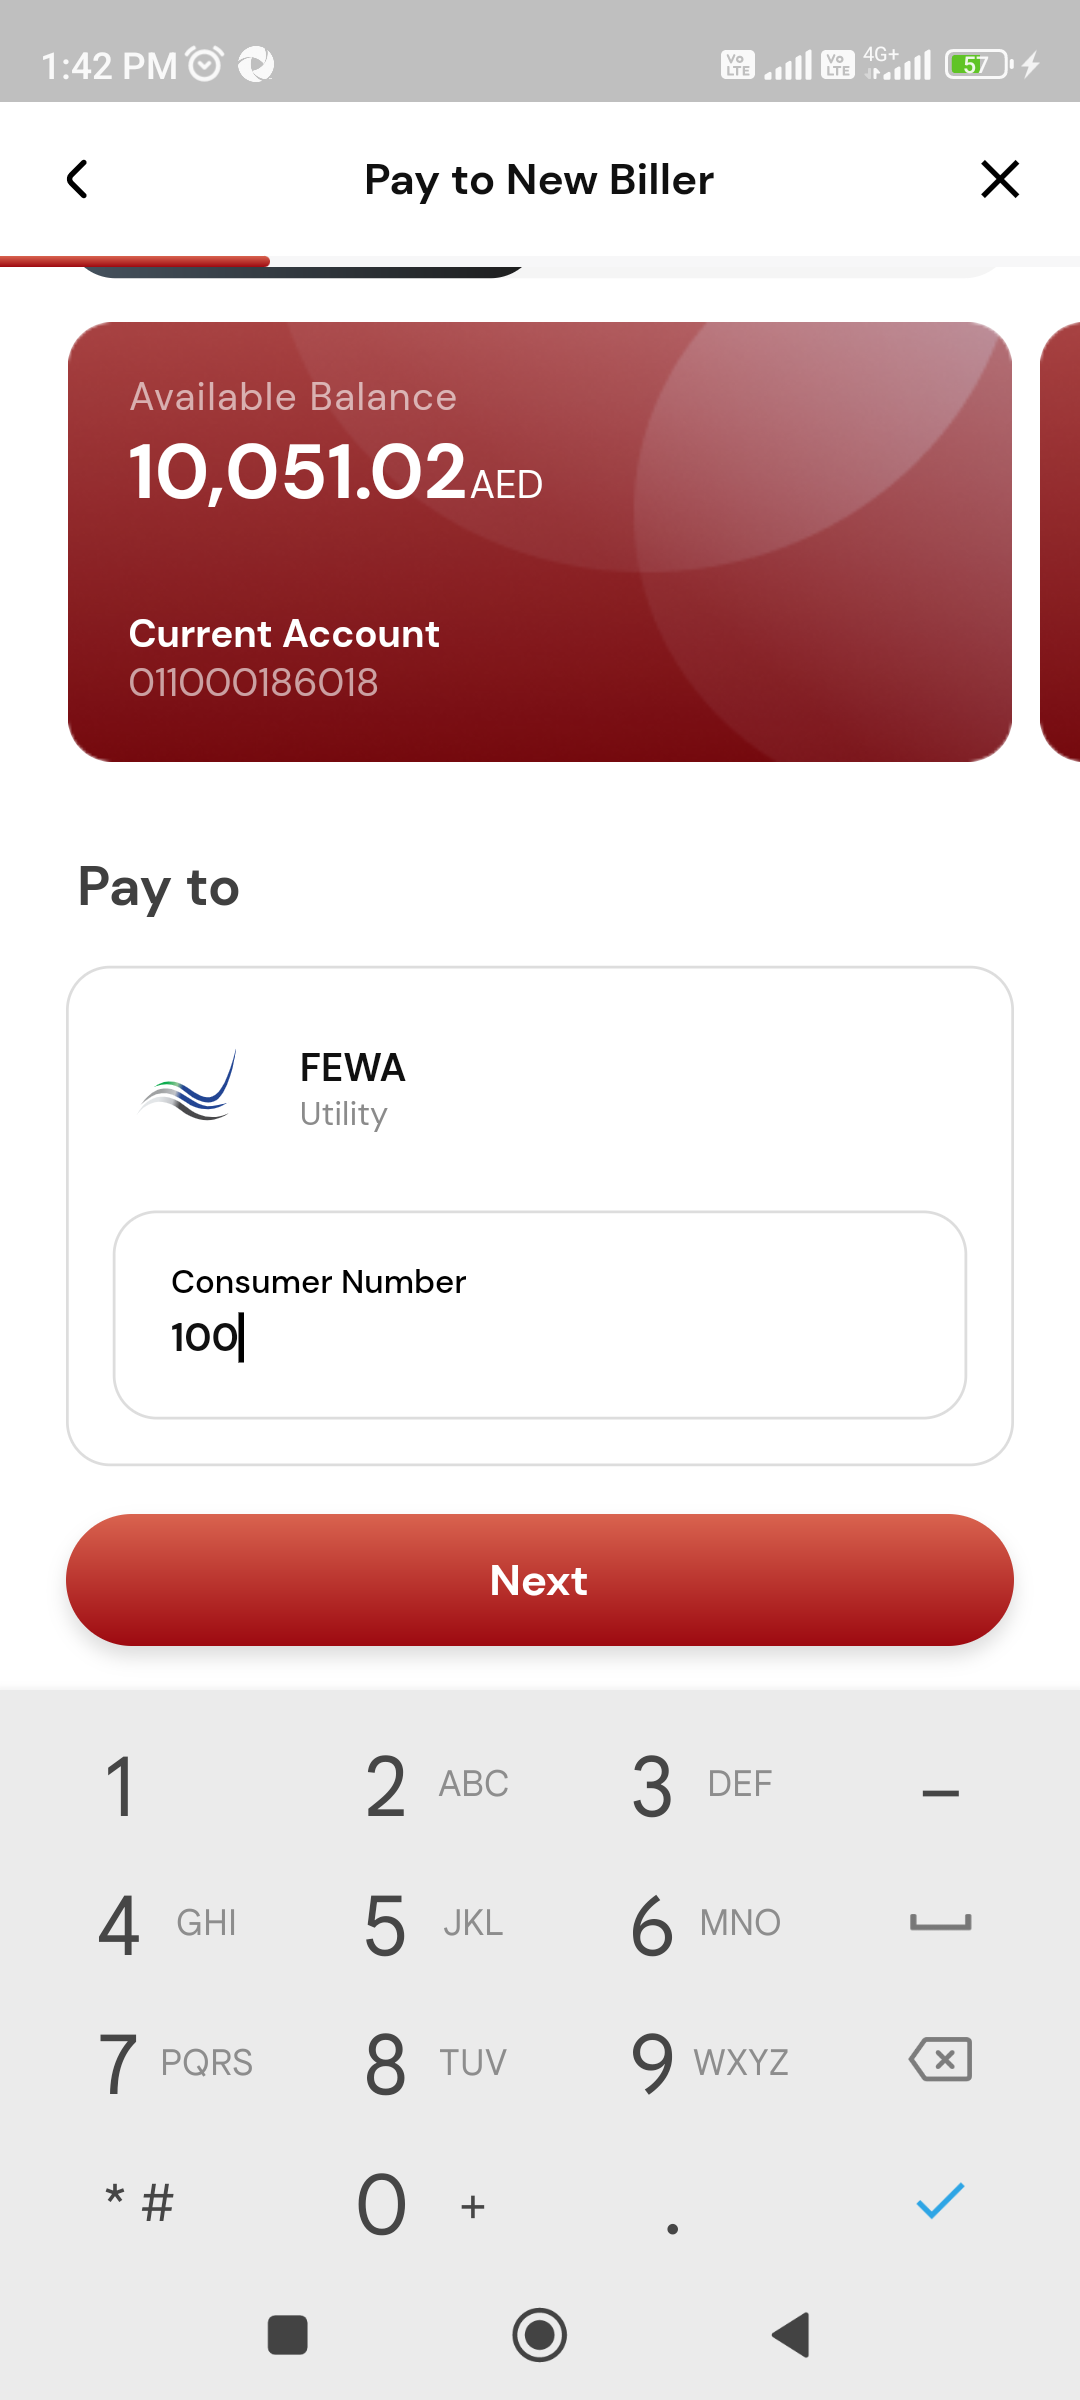 1:42 PM
Vo LTE Vo LTE 4G+ 57
Pay to New Biller
Available Balance
10,051.02 AED
Current Account
011000186018
Pay to
FEWA
Utility
Consumer Number
100
Next
1 2 ABC 3 DEF –
4 GHI 5 JKL 6 MNO
7 PQRS 8 TUV 9 WXYZ
* # 0 + .